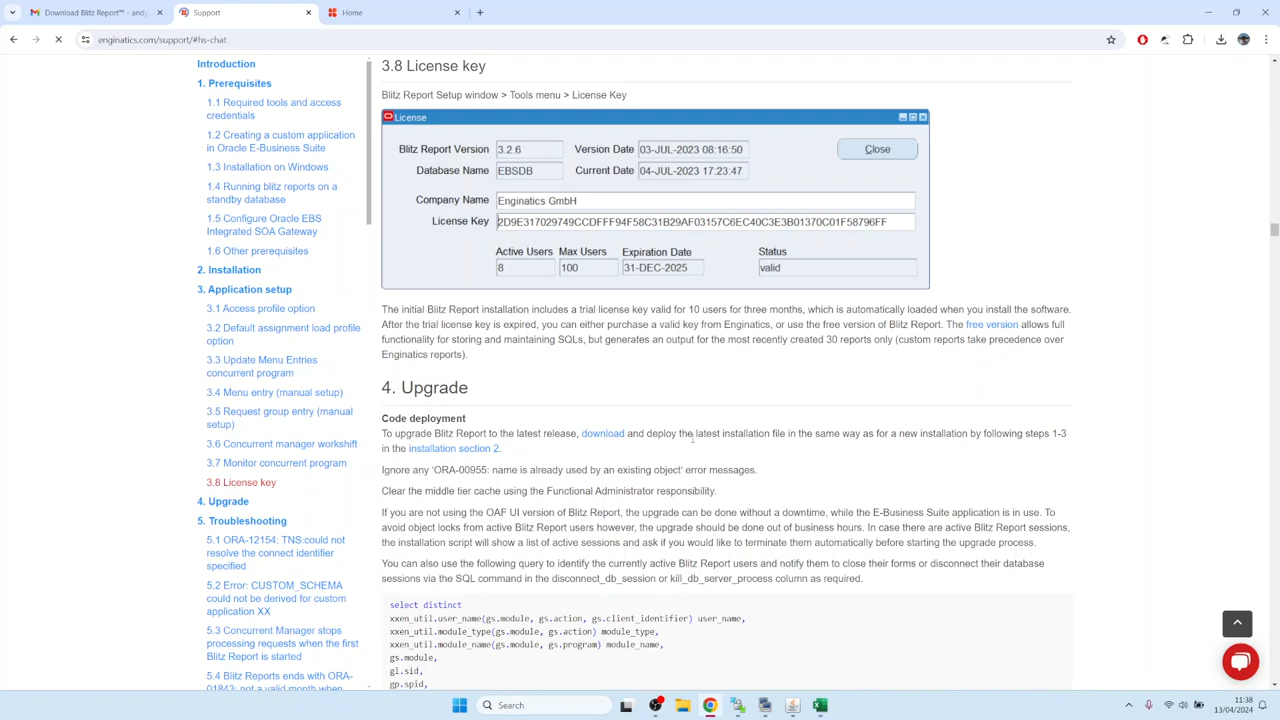 Download Blitz Report™ - andy
Support
Home
enginatics.com/support/#hs-chat
Introduction
1. Prerequisites
1.1 Required tools and access
credentials
1.2 Creating a custom application
in Oracle E-Business Suite
1.3 Installation on Windows
1.4 Running blitz reports on a
standby database
1.5 Configure Oracle EBS
Integrated SOA Gateway
1.6 Other prerequisites
2. Installation
3. Application setup
3.1 Access profile option
3.2 Default assignment load profile
option
3.3 Update Menu Entries
concurrent program
3.4 Menu entry (manual setup)
3.5 Request group entry (manual
setup)
3.6 Concurrent manager workshift
3.7 Monitor concurrent program
3.8 License key
4. Upgrade
5. Troubleshooting
5.1 ORA-12154: TNS:could not
resolve the connect identifier
specified
5.2 Error: CUSTOM_SCHEMA
could not be derived for custom
application XX
5.3 Concurrent Manager stops
processing requests when the first
Blitz Report is started
5.4 Blitz Reports ends with ORA-
01843: not a valid month when
3.8 License key
Blitz Report Setup window > Tools menu > License Key
License
Blitz Report Version 3.2.6 Version Date 03-JUL-2023 08:16:50 Close
Database Name EBSDB Current Date 04-JUL-2023 17:23:47
Company Name Enginatics GmbH
License Key 2D9E317029749CCDFFF94F58C31B29AF03157C6EC40C3E3B01370C01F58796FF
Active Users Max Users Expiration Date Status
8 100 31-DEC-2025 valid
The initial Blitz Report installation includes a trial license key valid for 10 users for three months, which is automatically loaded when you install the software.
After the trial license key is expired, you can either purchase a valid key from Enginatics, or use the free version of Blitz Report. The free version allows full
functionality for storing and maintaining SQLs, but generates an output for the most recently created 30 reports only (custom reports take precedence over
Enginatics reports).
4. Upgrade
Code deployment
To upgrade Blitz Report to the latest release, download and deploy the latest installation file in the same way as for a new installation by following steps 1-3
in the installation section 2.
Ignore any 'ORA-00955: name is already used by an existing object' error messages.
Clear the middle tier cache using the Functional Administrator responsibility.
If you are not using the OAF UI version of Blitz Report, the upgrade can be done without a downtime, while the E-Business Suite application is in use. To
avoid object locks from active Blitz Report users however, the upgrade should be done out of business hours. In case there are active Blitz Report sessions,
the installation script will show a list of active sessions and ask if you would like to terminate them automatically before starting the upgrade process.
You can also use the following query to identify the currently active Blitz Report users and notify them to close their forms or disconnect their database
sessions via the SQL command in the disconnect_db_session or kill_db_server_process column as required.
select distinct
xxen_util.user_name(gs.module, gs.action, gs.client_identifier) user_name,
xxen_util.module_type(gs.module, gs.action) module_type,
xxen_util.module_name(gs.module, gs.program) module_name,
gs.module,
gl.sid,
gp.spid,
Search
11:38
13/04/2024